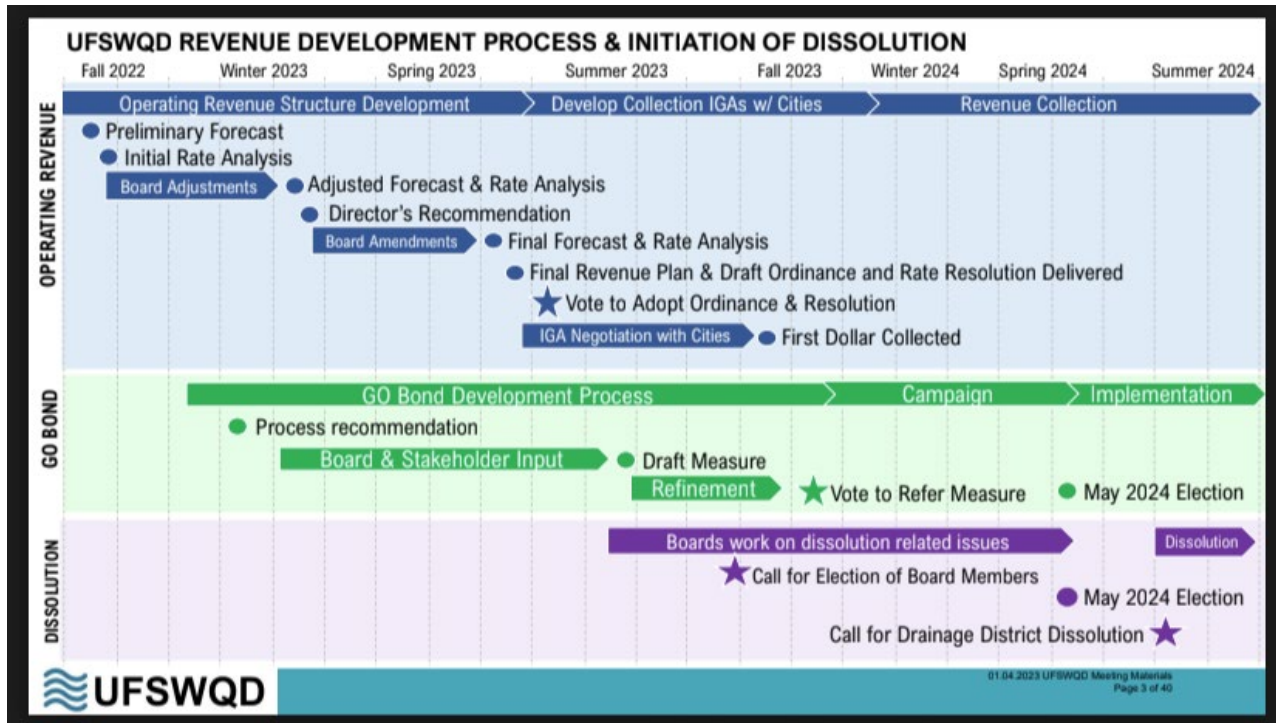 UFSWQD REVENUE DEVELOPMENT PROCESS & INITIATION OF DISSOLUTION
Fall 2022 Winter 2023 Spring 2023 Summer 2023 Fall 2023 Winter 2024 Spring 2024 Summer 2024
OPERATING REVENUE
Operating Revenue Structure Development Develop Collection IGAs w/ Cities Revenue Collection
Preliminary Forecast
Initial Rate Analysis
Board Adjustments Adjusted Forecast & Rate Analysis
Director's Recommendation
Board Amendments Final Forecast & Rate Analysis
Final Revenue Plan & Draft Ordinance and Rate Resolution Delivered
Vote to Adopt Ordinance & Resolution
IGA Negotiation with Cities First Dollar Collected
GO BOND
GO Bond Development Process Campaign Implementation
Process recommendation
Board & Stakeholder Input Draft Measure
Refinement Vote to Refer Measure May 2024 Election
DISSOLUTION
Boards work on dissolution related issues Dissolution
Call for Election of Board Members
May 2024 Election
Call for Drainage District Dissolution
UFSWQD
01.04.2023 UFSWQD Meeting Materials
Page 3 of 40